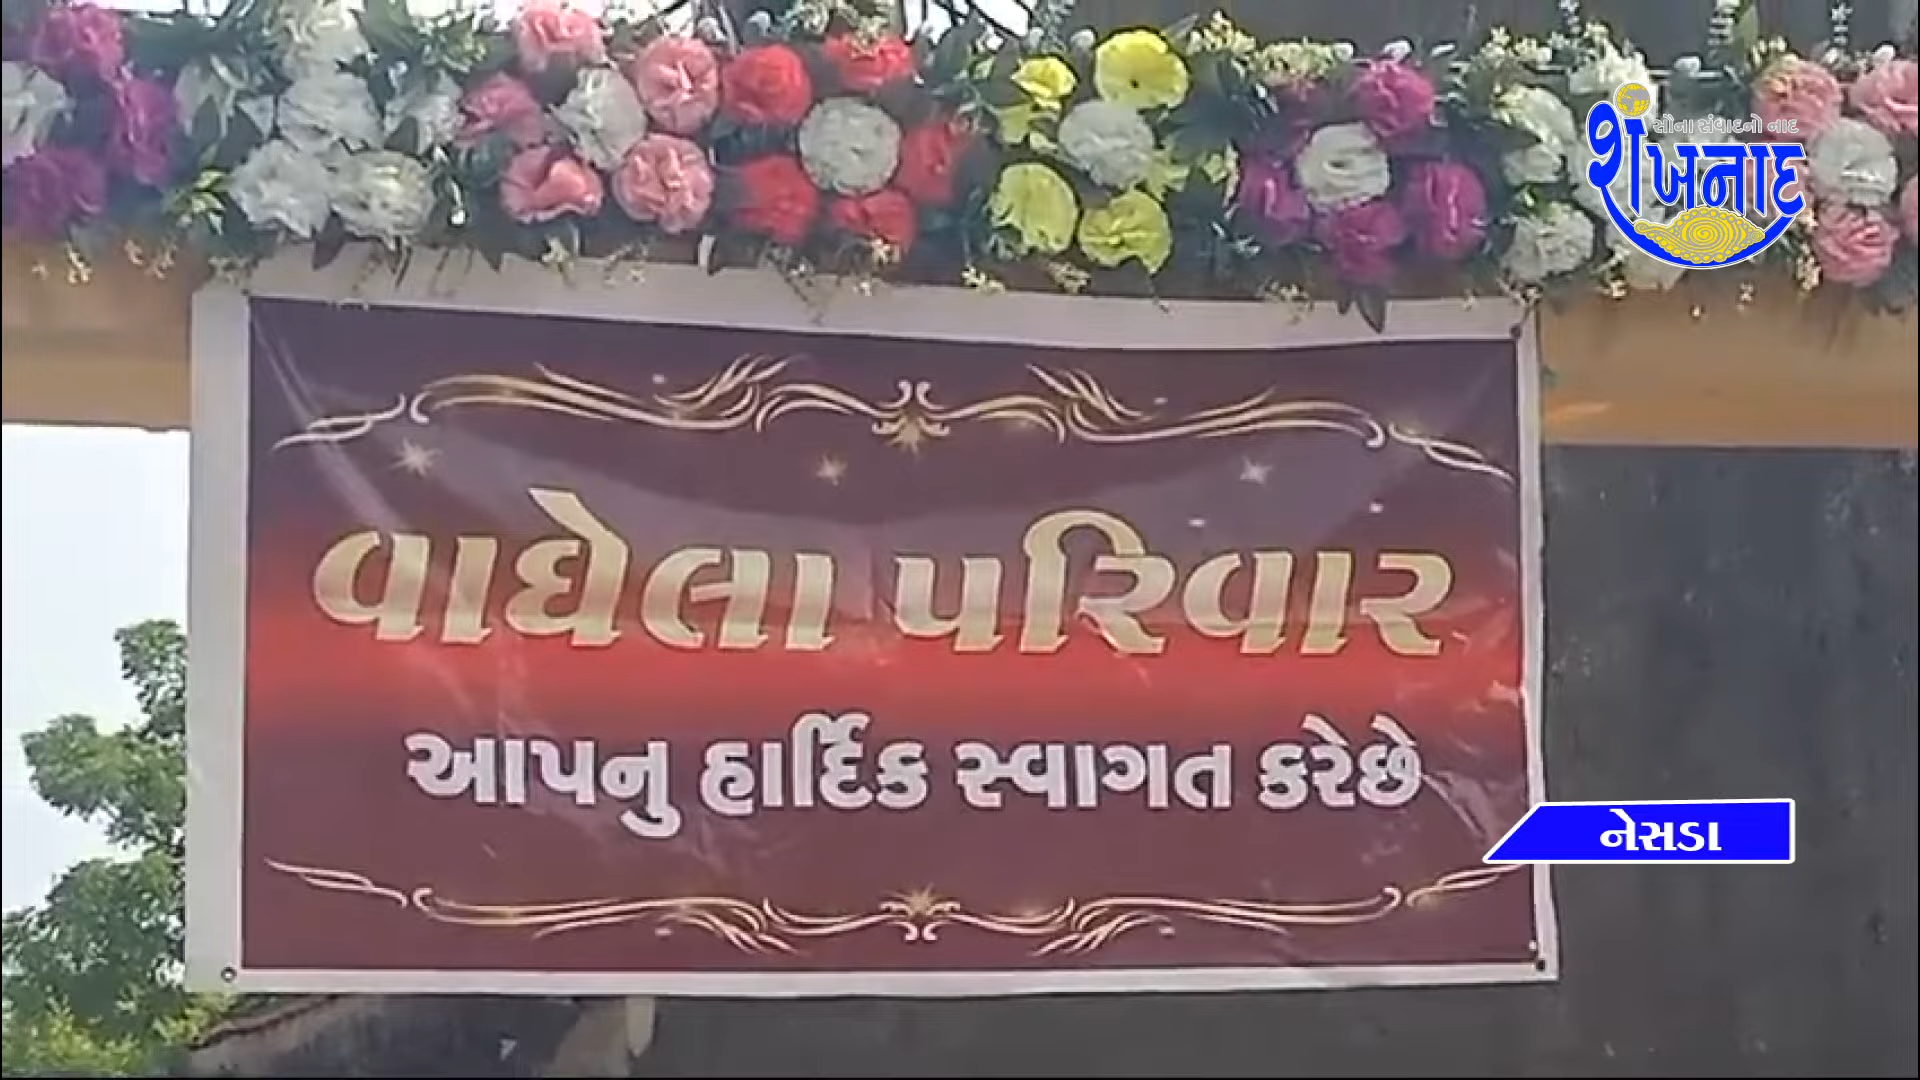 સૌના સંવાદનો નાદ
શંખનાદ
વાઘેલા પરિવાર
આપનુ હાર્દિક સ્વાગત કરેછે
નેસડા